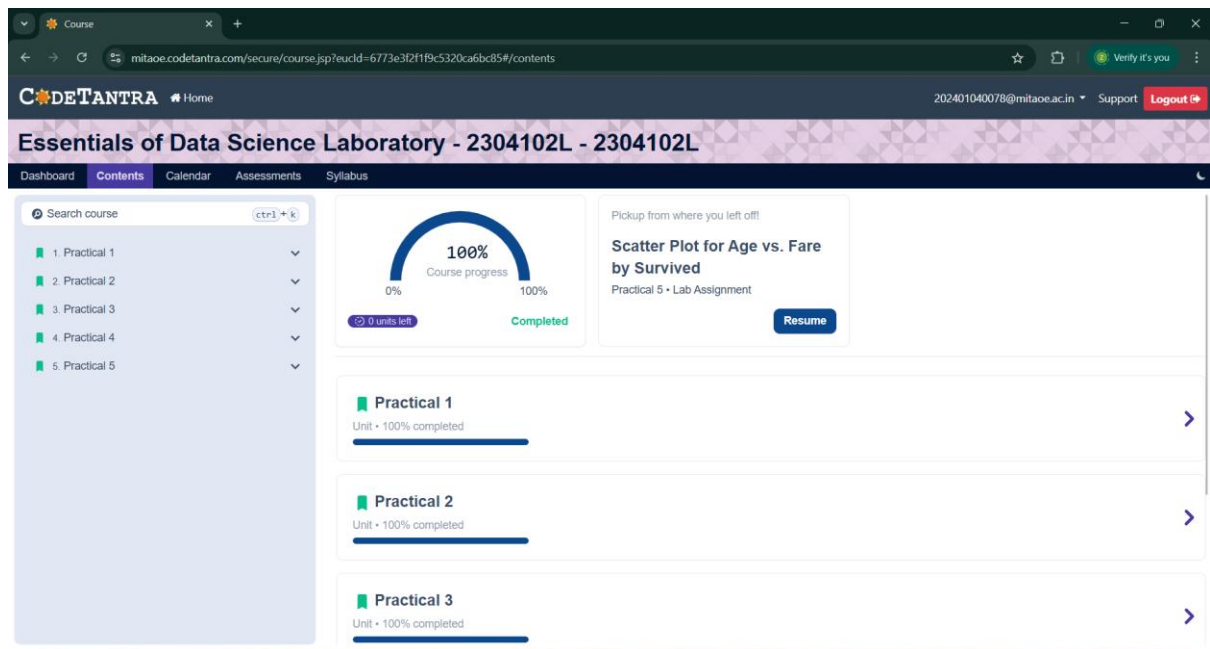 Course
mitaoe.codetantra.com/secure/course.jsp?eucId=6773e3f2f1f9c5320ca6bc85#/contents
Verify it's you
CODETANTRA Home
202401040078@mitaoe.ac.in Support Logout
Essentials of Data Science Laboratory - 2304102L - 2304102L
Dashboard Contents Calendar Assessments Syllabus
Search course ctrl + k
1. Practical 1
2. Practical 2
3. Practical 3
4. Practical 4
5. Practical 5
100%
Course progress
0% 100%
0 units left Completed
Pickup from where you left off!
Scatter Plot for Age vs. Fare
by Survived
Practical 5 • Lab Assignment
Resume
Practical 1
Unit • 100% completed
Practical 2
Unit • 100% completed
Practical 3
Unit • 100% completed